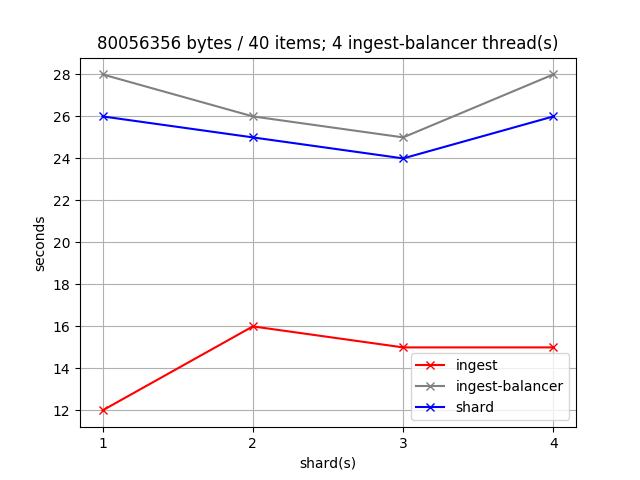 80056356 bytes / 40 items; 4 ingest-balancer thread(s)
28
26
24
22
20
18
16
14
12
seconds
1 2 3 4
shard(s)
ingest
ingest-balancer
shard